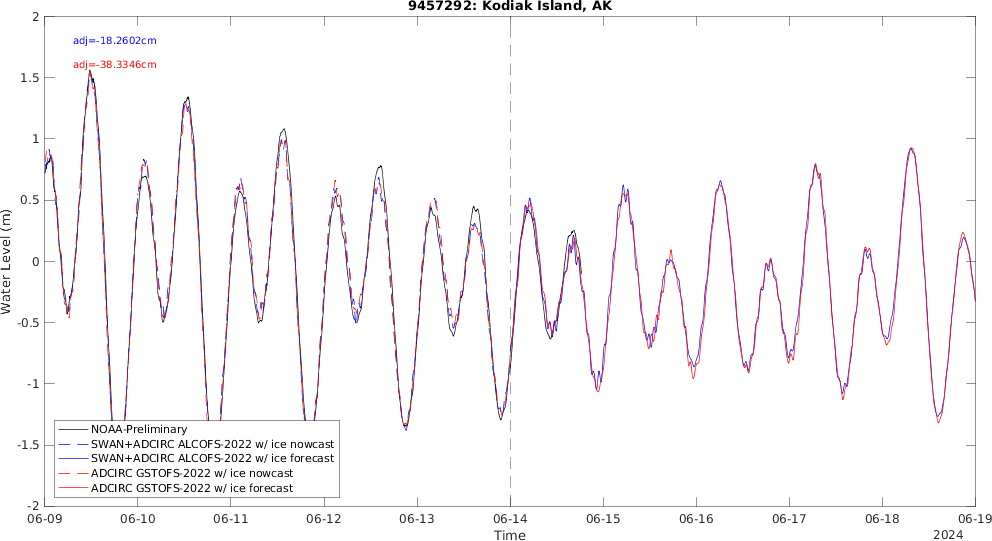 9457292: Kodiak Island, AK
adj=-18.2602cm
adj=-38.3346cm
Water Level (m)
2
1.5
1
0.5
0
-0.5
-1
-1.5
-2
NOAA-Preliminary
SWAN+ADCIRC ALCOFS-2022 w/ ice nowcast
SWAN+ADCIRC ALCOFS-2022 w/ ice forecast
ADCIRC GSTOFS-2022 w/ ice nowcast
ADCIRC GSTOFS-2022 w/ ice forecast
06-09 06-10 06-11 06-12 06-13 06-14 06-15 06-16 06-17 06-18 06-19
Time
2024